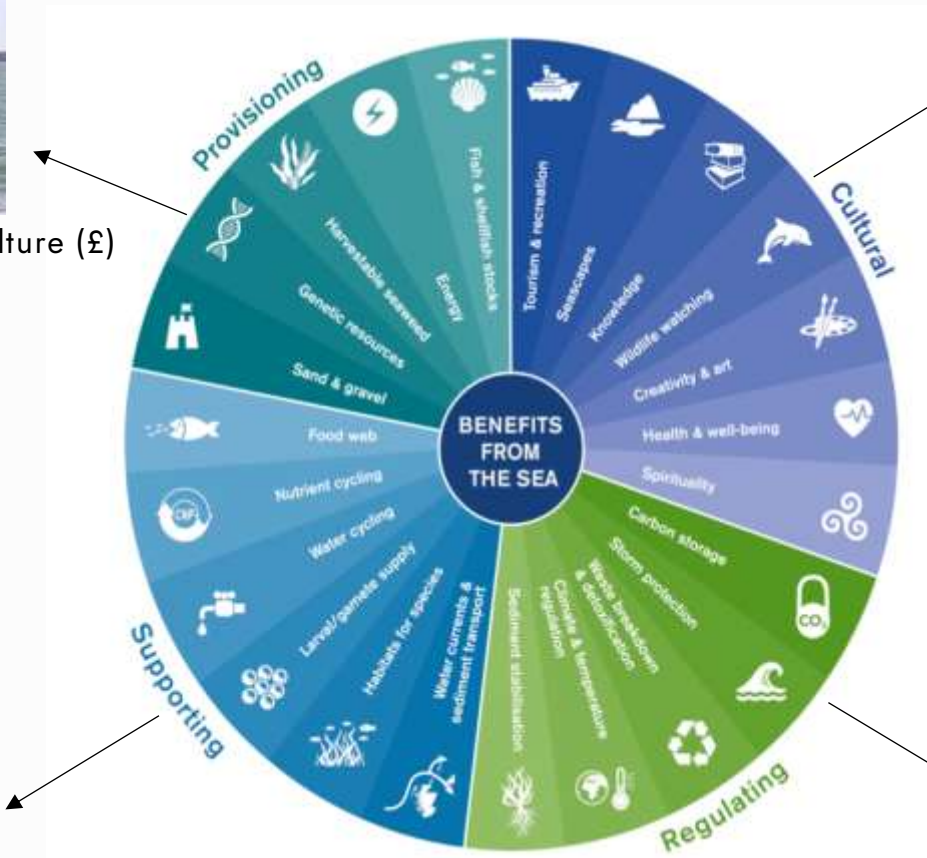 Provisioning
Cultural
Supporting
Regulating
lture (£)
BENEFITS
FROM
THE SEA
Tourism & recreation
Seascapes
Knowledge
Wildlife watching
Creativity & art
Health & well-being
Spirituality
Carbon storage
Storm protection
Waste breakdown
& detoxification
Climate & temperature
regulation
Sediment stabilisation
Water currents &
sediment transport
Habitats for species
Larval/gamete supply
Water cycling
Nutrient cycling
Food web
Sand & gravel
Genetic resources
Harvestable seaweed
Energy
Fish & shellfish stocks
CO₂